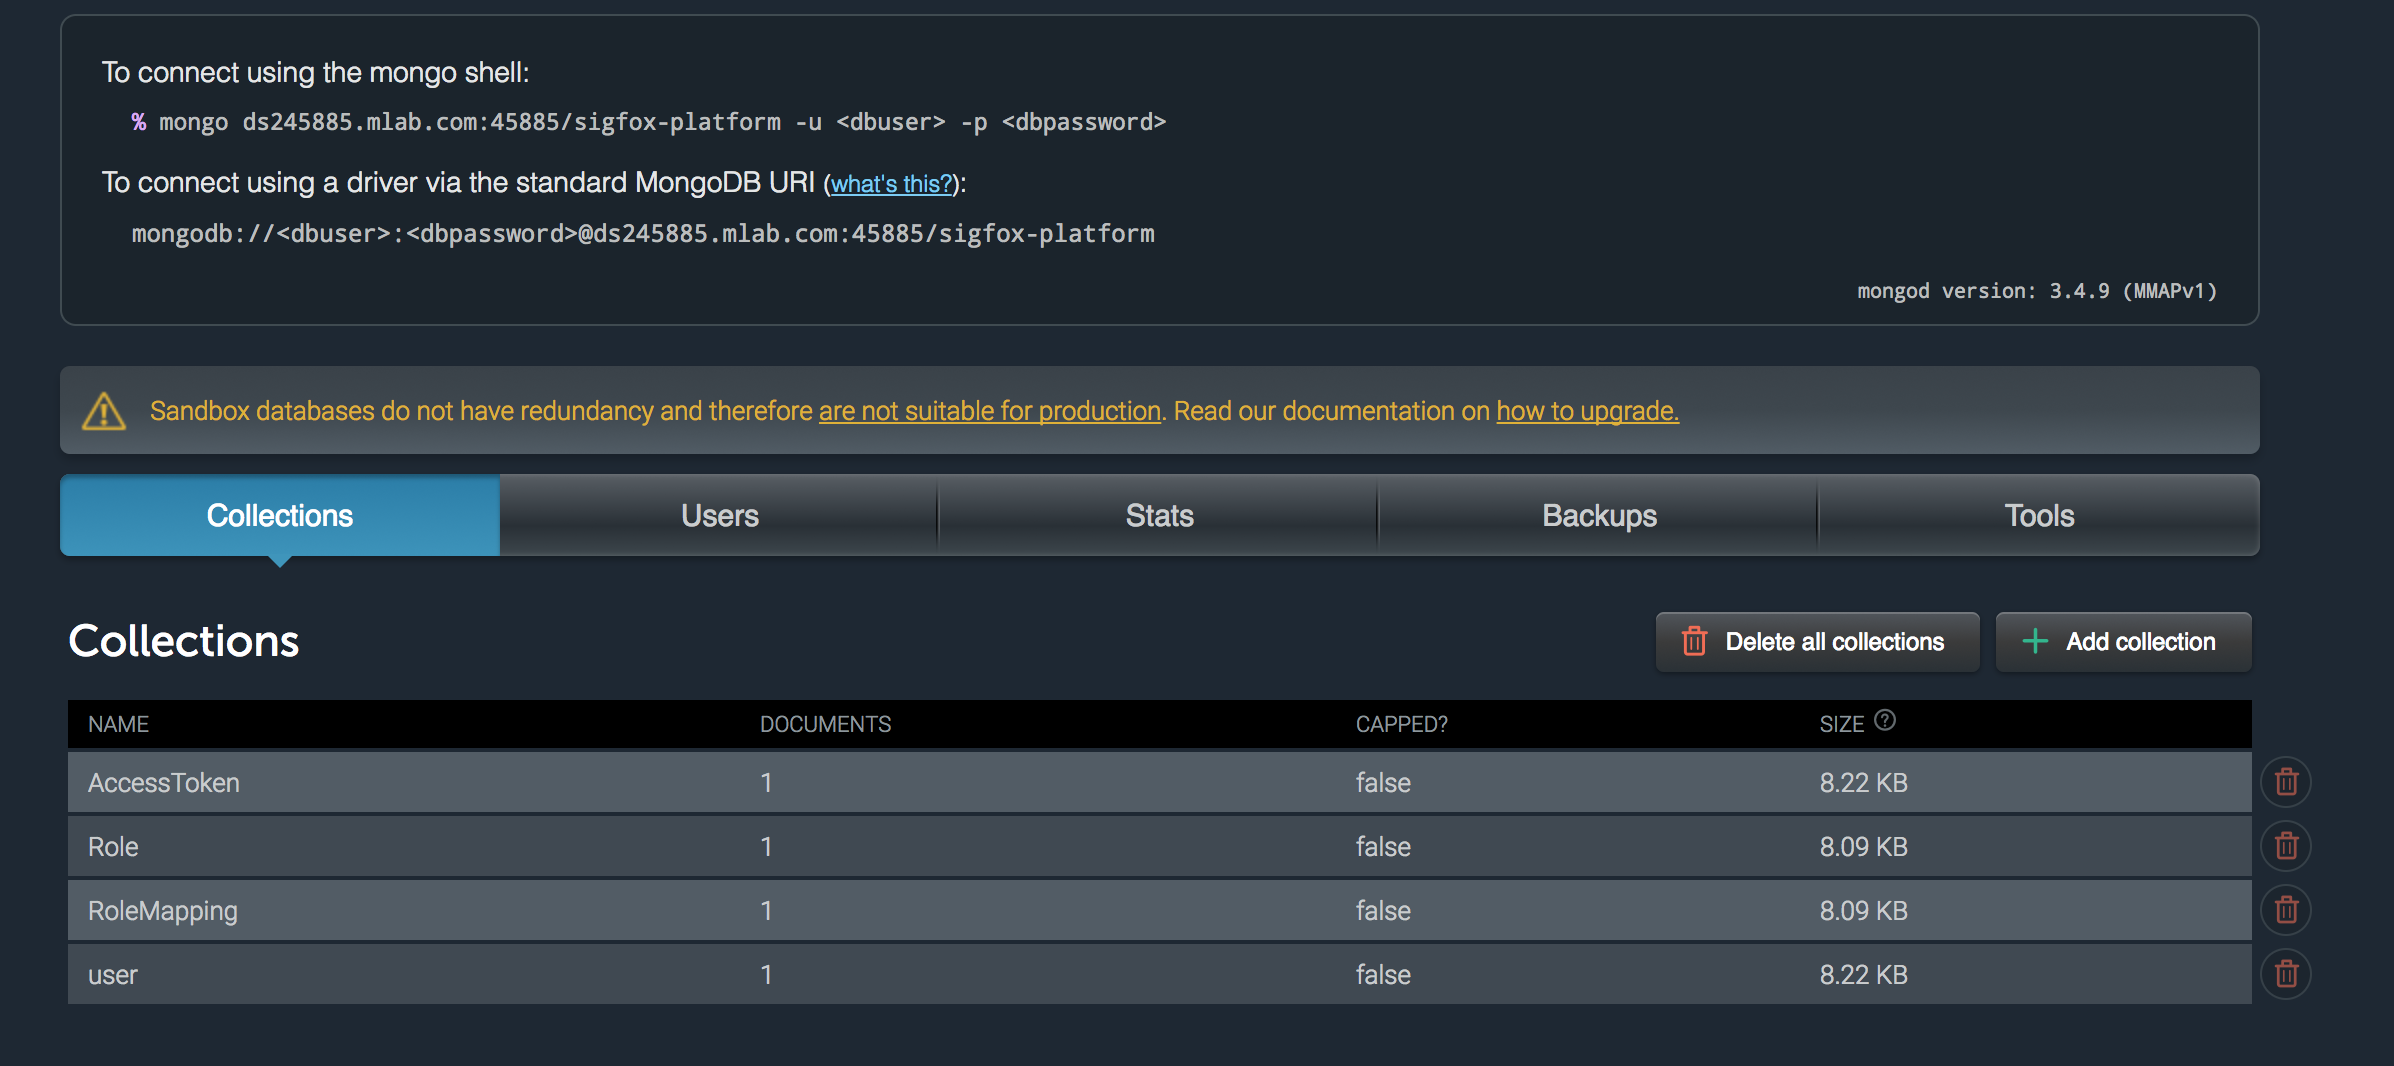 To connect using the mongo shell:
% mongo ds245885.mlab.com:45885/sigfox-platform -u <dbuser> -p <dbpassword>
To connect using a driver via the standard MongoDB URI (what's this?):
mongodb://<dbuser>:<dbpassword>@ds245885.mlab.com:45885/sigfox-platform
mongod version: 3.4.9 (MMAPv1)
Sandbox databases do not have redundancy and therefore are not suitable for production. Read our documentation on how to upgrade.
Collections Users Stats Backups Tools
Collections Delete all collections Add collection
NAME DOCUMENTS CAPPED? SIZE ?
AccessToken 1 false 8.22 KB
Role 1 false 8.09 KB
RoleMapping 1 false 8.09 KB
user 1 false 8.22 KB